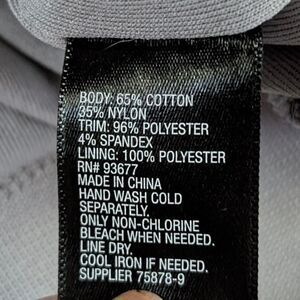 BODY: 65% COTTON
35% NYLON
TRIM: 96% POLYESTER
4% SPANDEX
LINING: 100% POLYESTER
RN# 93677
MADE IN CHINA
HAND WASH COLD
SEPARATELY.
ONLY NON-CHLORINE
BLEACH WHEN NEEDED.
LINE DRY.
COOL IRON IF NEEDED.
SUPPLIER 75878-9